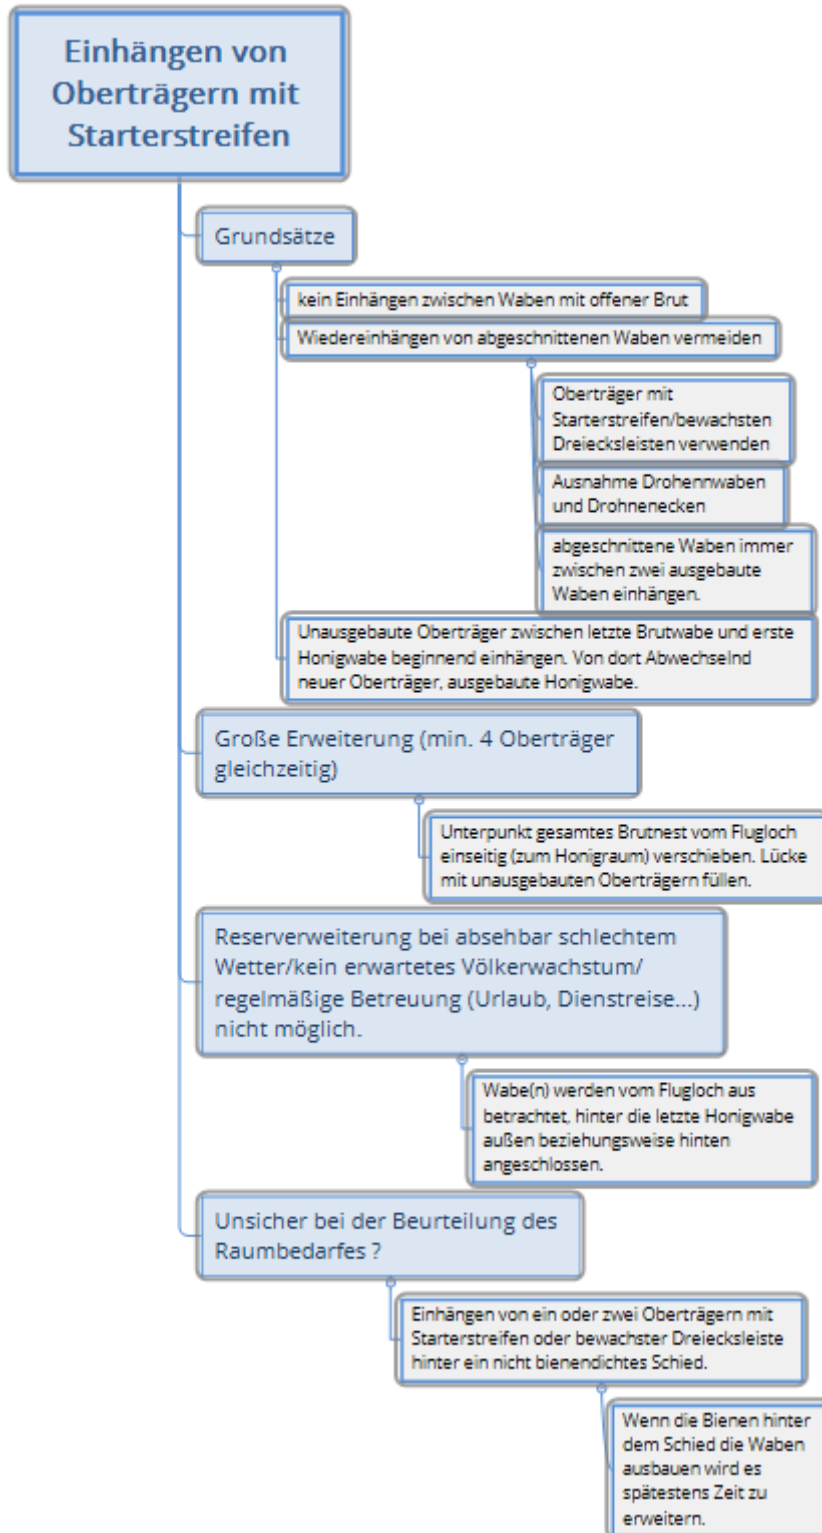 Einhängen von
Oberträgern mit
Starterstreifen
Grundsätze
kein Einhängen zwischen Waben mit offener Brut
Wiedereinhängen von abgeschnittenen Waben vermeiden
Oberträger mit
Starterstreifen/bewachsten
Dreiecksleisten verwenden
Ausnahme Drohennwaben
und Drohnenecken
abgeschnittene Waben immer
zwischen zwei ausgebaute
Waben einhängen.
Unausgebaute Oberträger zwischen letzte Brutwabe und erste
Honigwabe beginnend einhängen. Von dort Abwechselnd
neuer Oberträger, ausgebaute Honigwabe.
Große Erweiterung (min. 4 Oberträger
gleichzeitig)
Unterpunkt gesamtes Brutnest vom Flugloch
einseitig (zum Honigraum) verschieben. Lücke
mit unausgebauten Oberträgern füllen.
Reserverweiterung bei absehbar schlechtem
Wetter/kein erwartetes Völkerwachstum/
regelmäßige Betreuung (Urlaub, Dienstreise...)
nicht möglich.
Wabe(n) werden vom Flugloch aus
betrachtet, hinter die letzte Honigwabe
außen beziehungsweise hinten
angeschlossen.
Unsicher bei der Beurteilung des
Raumbedarfes ?
Einhängen von ein oder zwei Oberträgern mit
Starterstreifen oder bewachster Dreiecksleiste
hinter ein nicht bienendichtes Schied.
Wenn die Bienen hinter
dem Schied die Waben
ausbauen wird es
spätestens Zeit zu
erweitern.